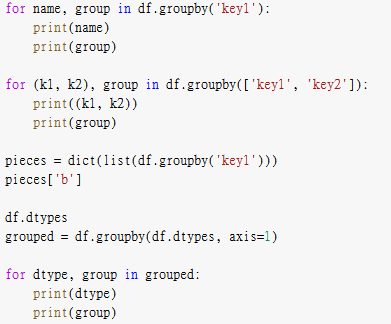 for name, group in df.groupby('key1'):
    print(name)
    print(group)
for (k1, k2), group in df.groupby(['key1', 'key2']):
    print((k1, k2))
    print(group)
pieces = dict(list(df.groupby('key1')))
pieces['b']
df.dtypes
grouped = df.groupby(df.dtypes, axis=1)
for dtype, group in grouped:
    print(dtype)
    print(group)